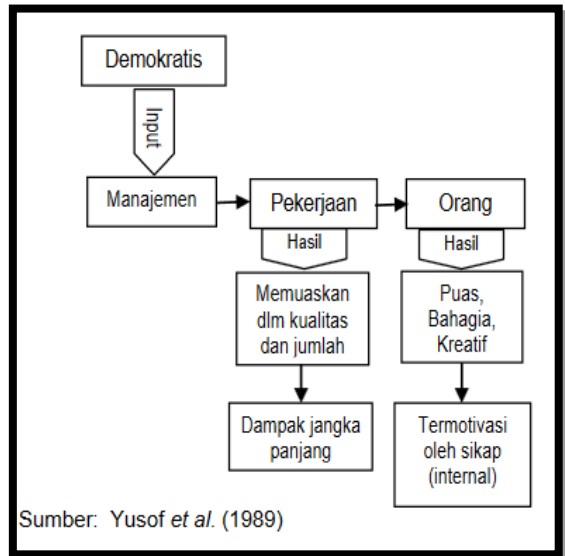 Demokratis
Input
Manajemen
Pekerjaan
Orang
Hasil
Hasil
Memuaskan
dlm kualitas
dan jumlah
Puas,
Bahagia,
Kreatif
Dampak jangka
panjang
Termotivasi
oleh sikap
(internal)
Sumber: Yusof et al. (1989)